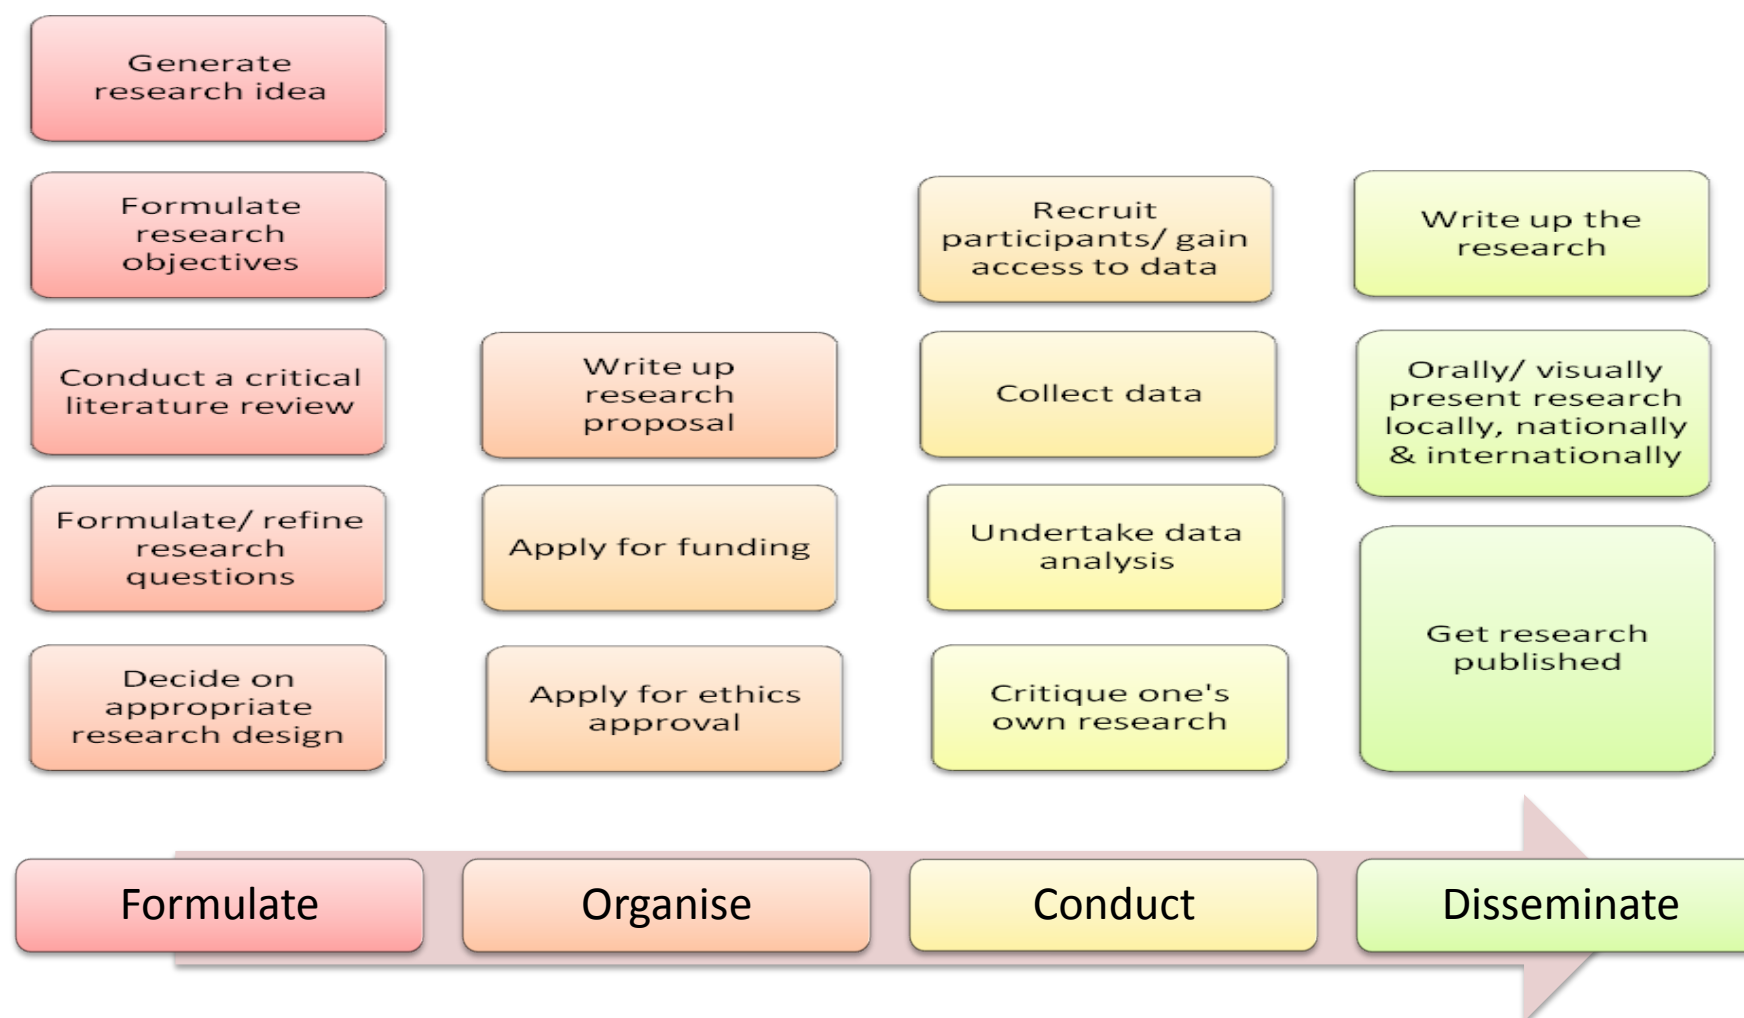 Generate
research idea
Formulate
research
objectives
Conduct a critical
literature review
Formulate/ refine
research
questions
Decide on
appropriate
research design
Write up
research
proposal
Apply for funding
Apply for ethics
approval
Recruit
participants/ gain
access to data
Collect data
Undertake data
analysis
Critique one's
own research
Write up the
research
Orally/ visually
present research
locally, nationally
& internationally
Get research
published
Formulate
Organise
Conduct
Disseminate